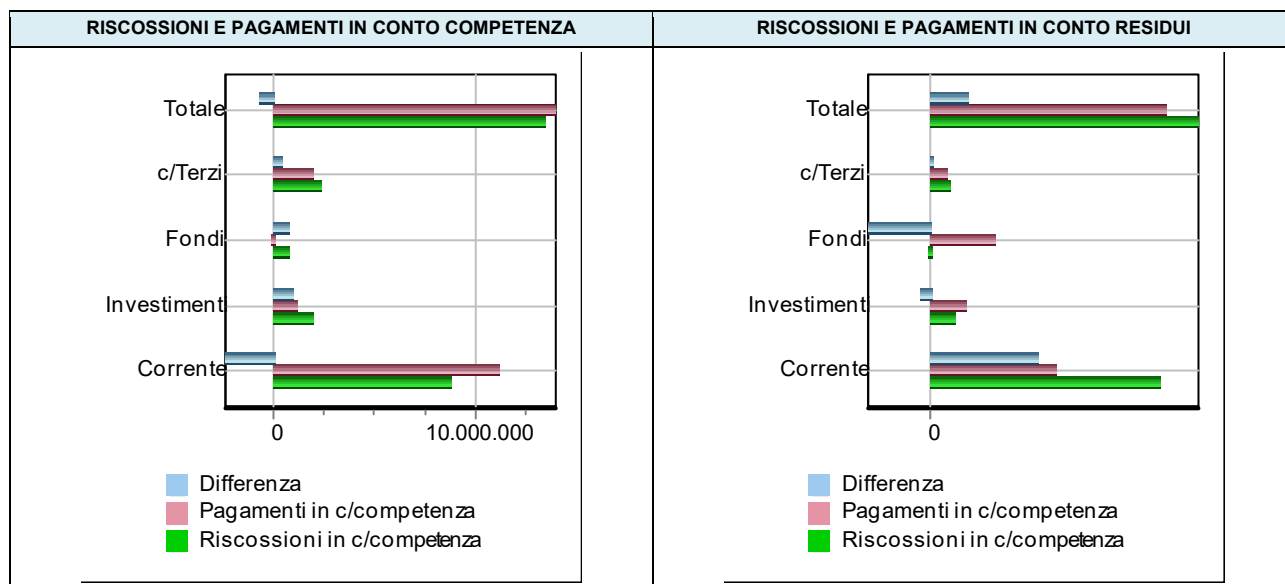 RISCOSSIONI E PAGAMENTI IN CONTO COMPETENZA
Totale
c/Terzi
Fondi
Investimenti
Corrente
0 10.000.000
Differenza
Pagamenti in c/competenza
Riscossioni in c/competenza
RISCOSSIONI E PAGAMENTI IN CONTO RESIDUI
Totale
c/Terzi
Fondi
Investimenti
Corrente
0
Differenza
Pagamenti in c/competenza
Riscossioni in c/competenza